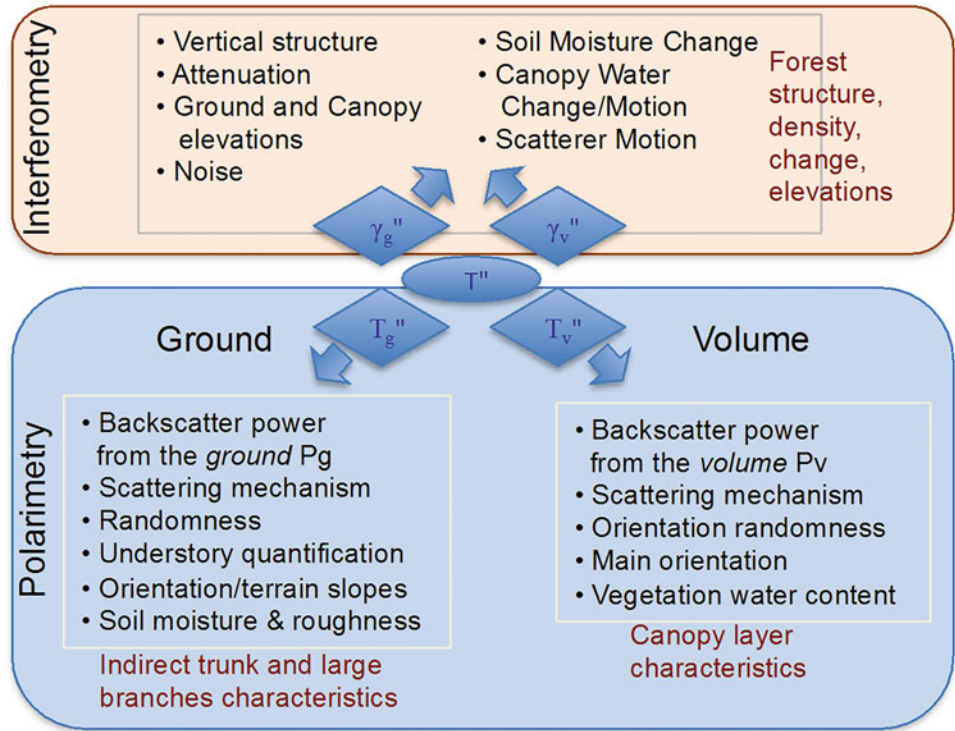 Interferometry
• Vertical structure
• Attenuation
• Ground and Canopy
elevations
• Noise
• Soil Moisture Change
• Canopy Water
Change/Motion
• Scatterer Motion
Forest
structure,
density,
change,
elevations
γg"
γv"
T"
Tg"
Tv"
Polarimetry
Ground
• Backscatter power
from the ground Pg
• Scattering mechanism
• Randomness
• Understory quantification
• Orientation/terrain slopes
• Soil moisture & roughness
Indirect trunk and large
branches characteristics
Volume
• Backscatter power
from the volume Pv
• Scattering mechanism
• Orientation randomness
• Main orientation
• Vegetation water content
Canopy layer
characteristics